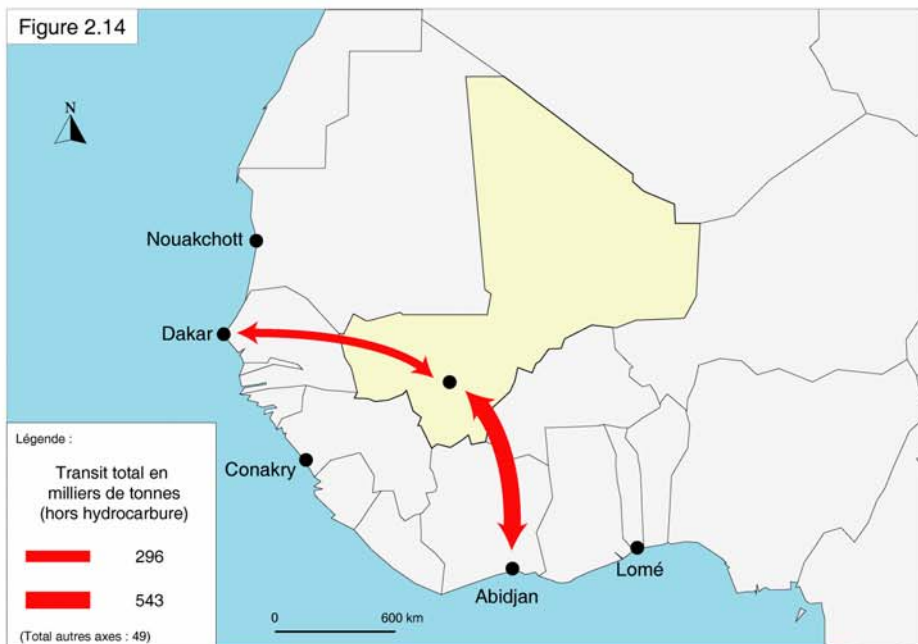 Figure 2.14
N
Nouakchott
Dakar
Conakry
Abidjan
Lomé
Légende :
Transit total en
milliers de tonnes
(hors hydrocarbure)
296
543
(Total autres axes : 49)
0 600 km